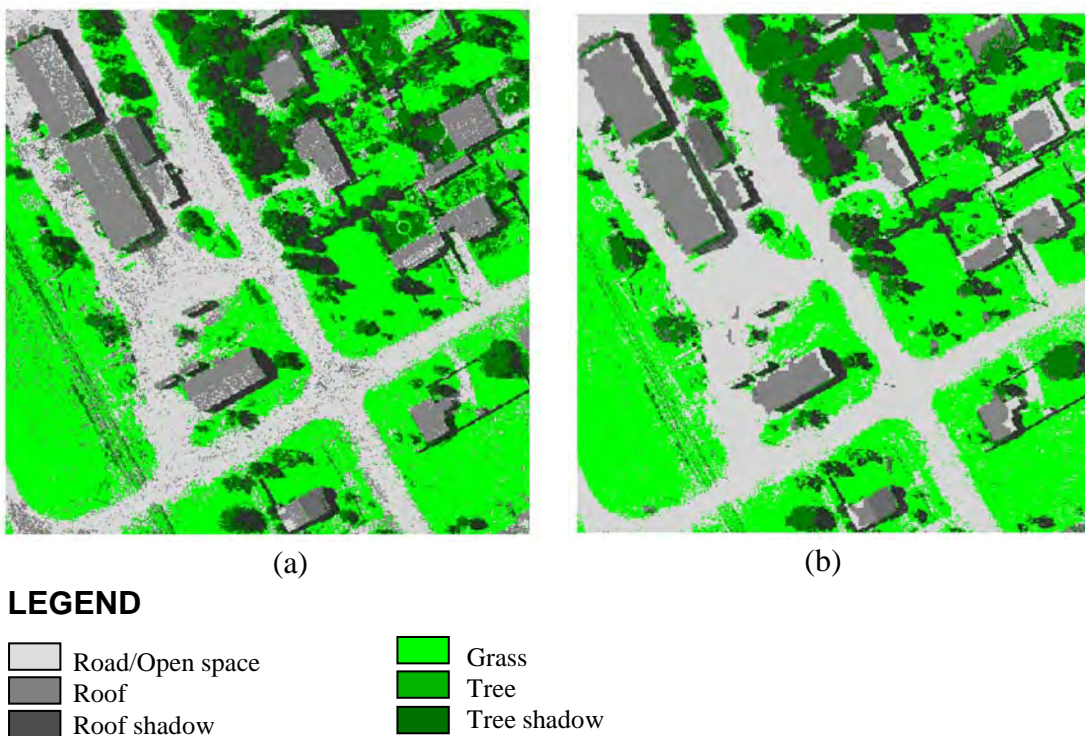 (a)
(b)
LEGEND
Road/Open space
Roof
Roof shadow
Grass
Tree
Tree shadow